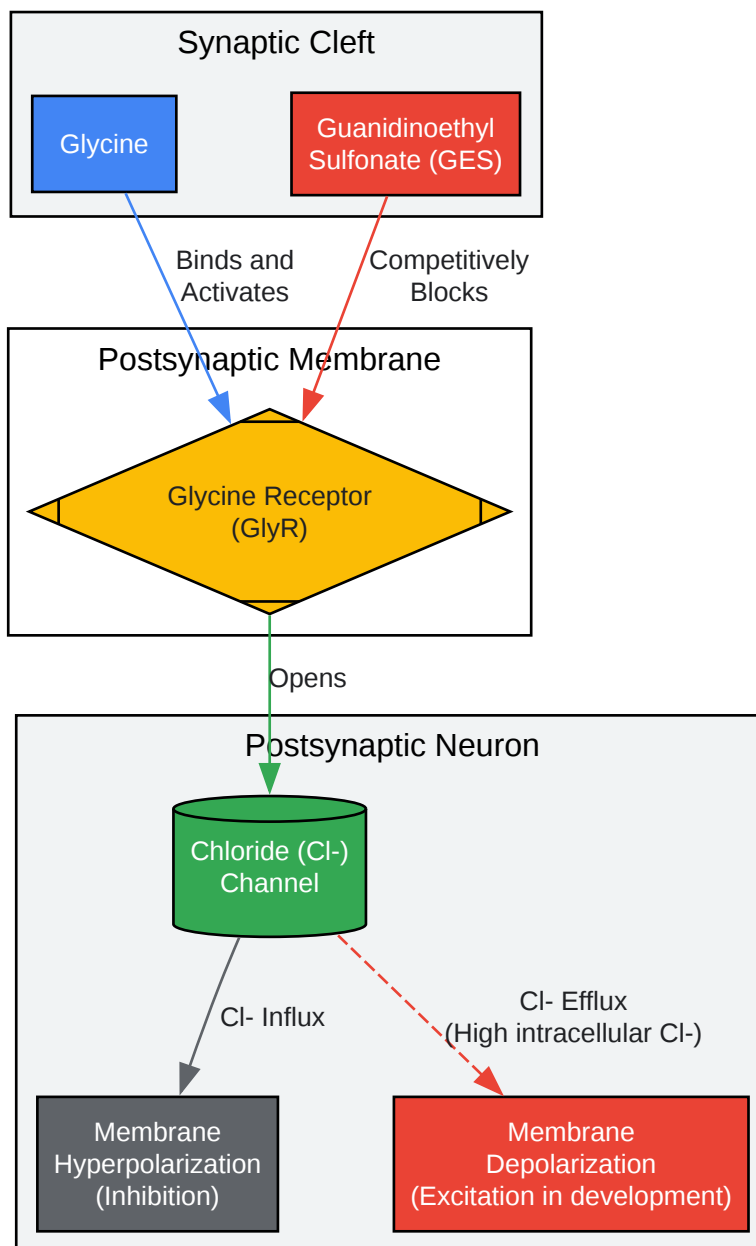 Synaptic Cleft
Glycine
Guanidinoethyl
Sulfonate (GES)
Binds and
Activates
Competitively
Blocks
Postsynaptic Membrane
Glycine Receptor
(GlyR)
Opens
Postsynaptic Neuron
Chloride (Cl-)
Channel
Cl- Influx
Cl- Efflux
(High intracellular Cl-)
Membrane
Hyperpolarization
(Inhibition)
Membrane
Depolarization
(Excitation in development)